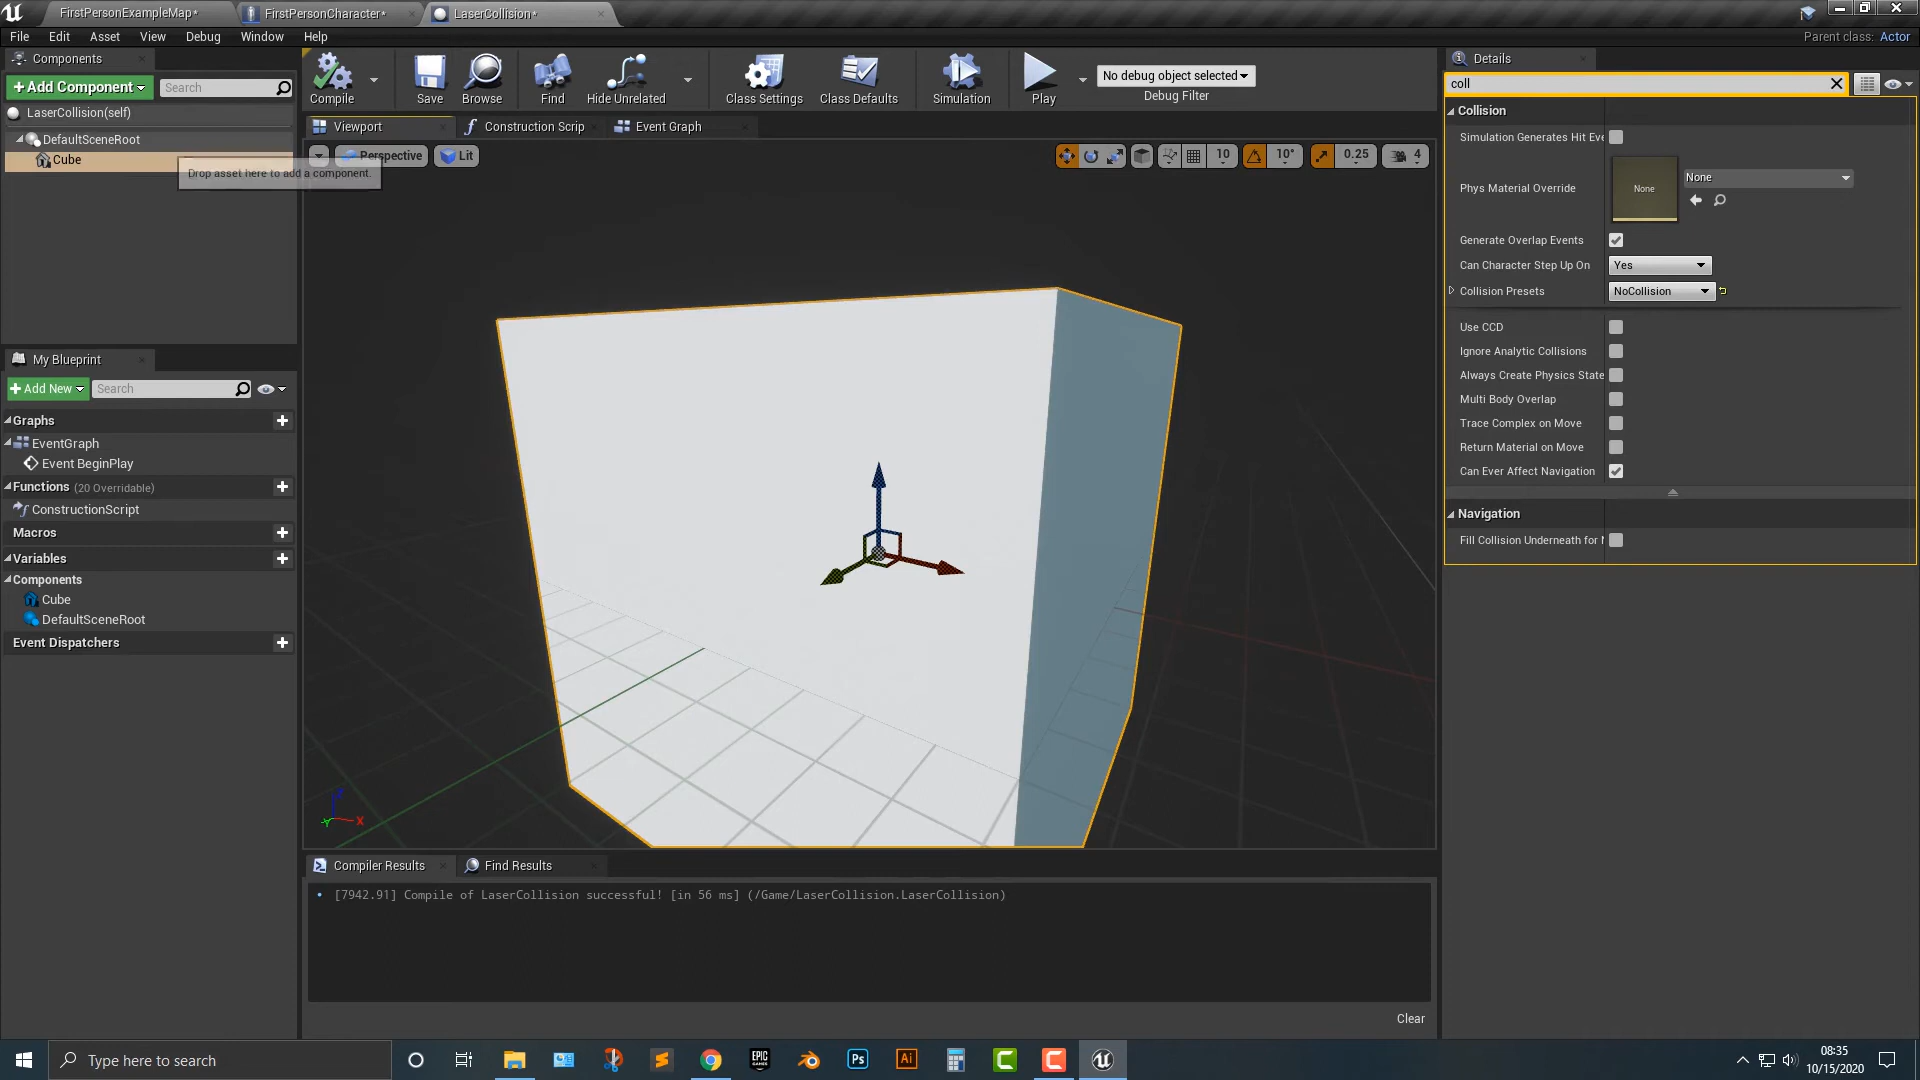 FirstPersonExampleMap*
FirstPersonCharacter*
LaserCollision*
File
Edit
Asset
View
Debug
Window
Help
Parent class:
Actor
Components
+Add Component
Search
LaserCollision(self)
DefaultSceneRoot
Cube
Drop asset here to add a component.
Compile
Save
Browse
Find
Hide Unrelated
Class Settings
Class Defaults
Simulation
Play
No debug object selected
Debug Filter
Viewport
Construction Scrip
Event Graph
Perspective
Lit
10
10°
0.25
4
My Blueprint
+Add New
Search
Graphs
EventGraph
Event BeginPlay
Functions (20 Overridable)
ConstructionScript
Macros
Variables
Components
Cube
DefaultSceneRoot
Event Dispatchers
Z
X
Y
Compiler Results
Find Results
• [7942.91] Compile of LaserCollision successful! [in 56 ms] (/Game/LaserCollision.LaserCollision)
Clear
Details
coll
Collision
Simulation Generates Hit Eve
Phys Material Override
None
None
Generate Overlap Events
Can Character Step Up On
Yes
Collision Presets
NoCollision
Use CCD
Ignore Analytic Collisions
Always Create Physics State
Multi Body Overlap
Trace Complex on Move
Return Material on Move
Can Ever Affect Navigation
Navigation
Fill Collision Underneath for N
Type here to search
EPIC
GAMES
Ps
Ai
08:35
10/15/2020